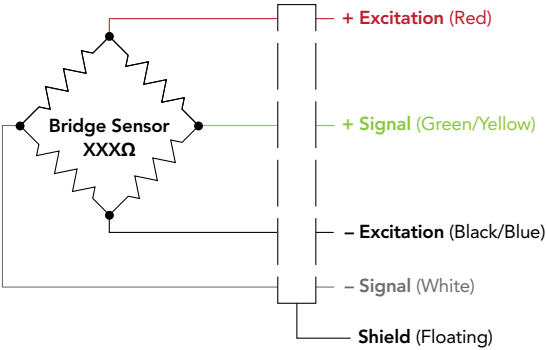 + Excitation (Red)
+ Signal (Green/Yellow)
Bridge Sensor
XXXΩ
– Excitation (Black/Blue)
– Signal (White)
Shield (Floating)